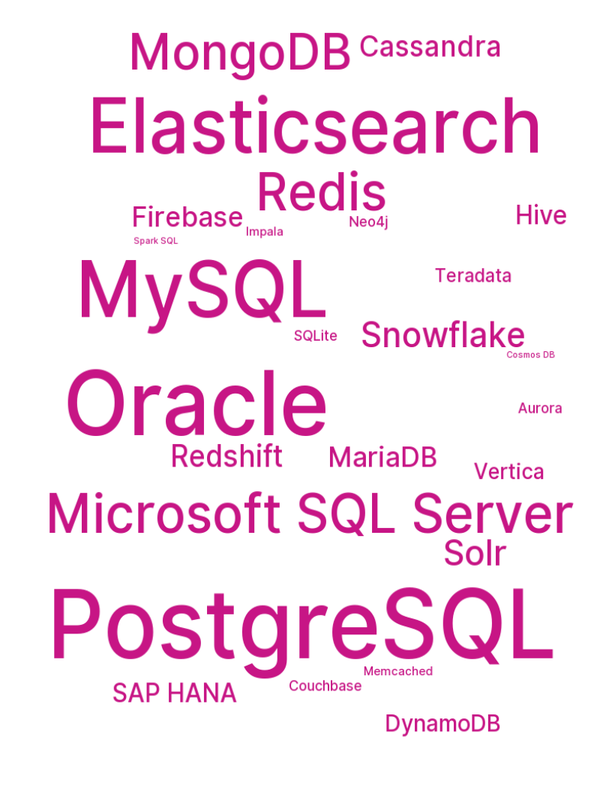 MongoDB Cassandra
Elasticsearch
Redis
Firebase Impala Neo4j Hive
Spark SQL
MySQL Teradata
SQLite Snowflake
Cosmos DB
Oracle Aurora
Redshift MariaDB Vertica
Microsoft SQL Server
Solr
PostgreSQL
Memcached
SAP HANA Couchbase
DynamoDB